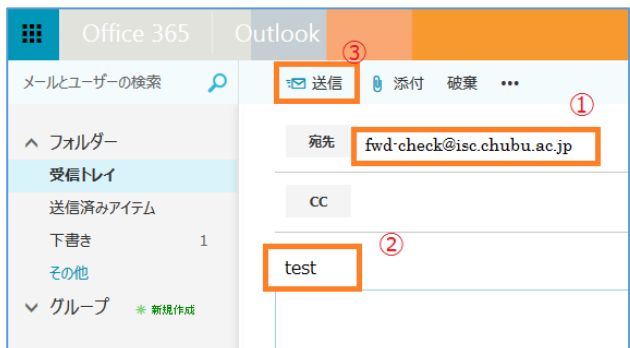 Office 365 Outlook
③
メールとユーザーの検索 送信 添付 破棄 •••
①
フォルダー
宛先 fwd-check@isc.chubu.ac.jp
受信トレイ
送信済みアイテム
CC
下書き 1
②
test
その他
グループ ✳ 新規作成